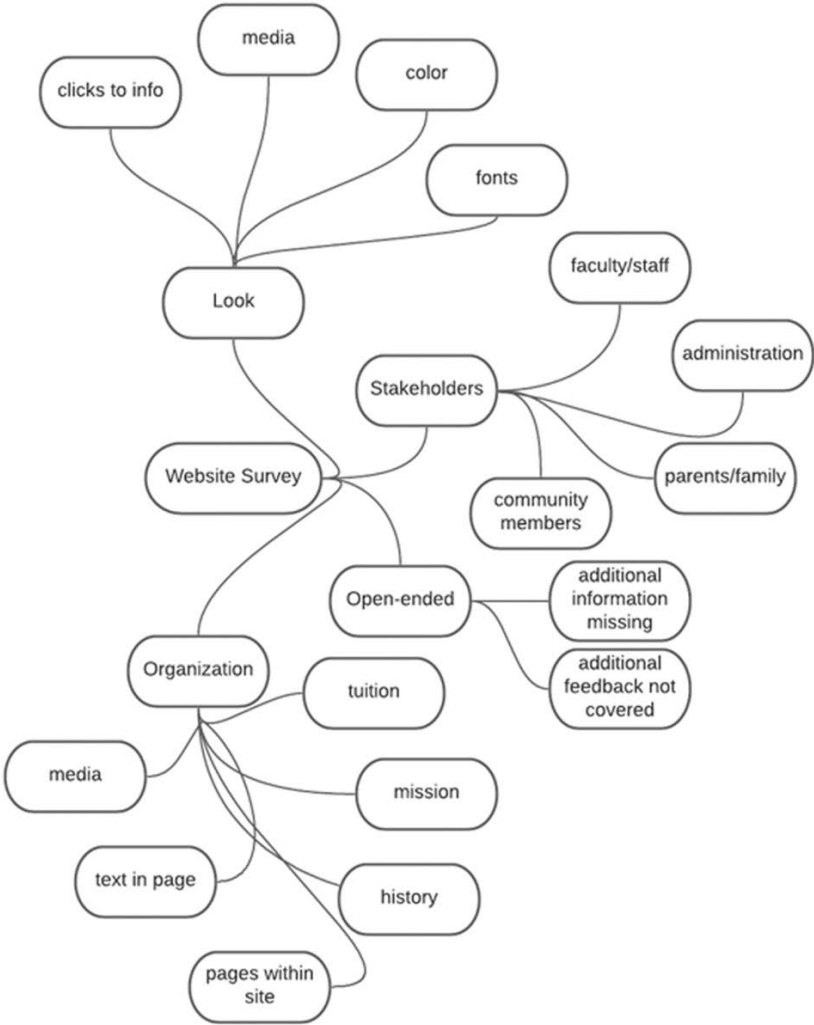 media
clicks to info
color
fonts
Look
faculty/staff
administration
Stakeholders
Website Survey
parents/family
community
members
Open-ended
additional
information
missing
additional
feedback not
covered
Organization
tuition
media
mission
text in page
history
pages within
site